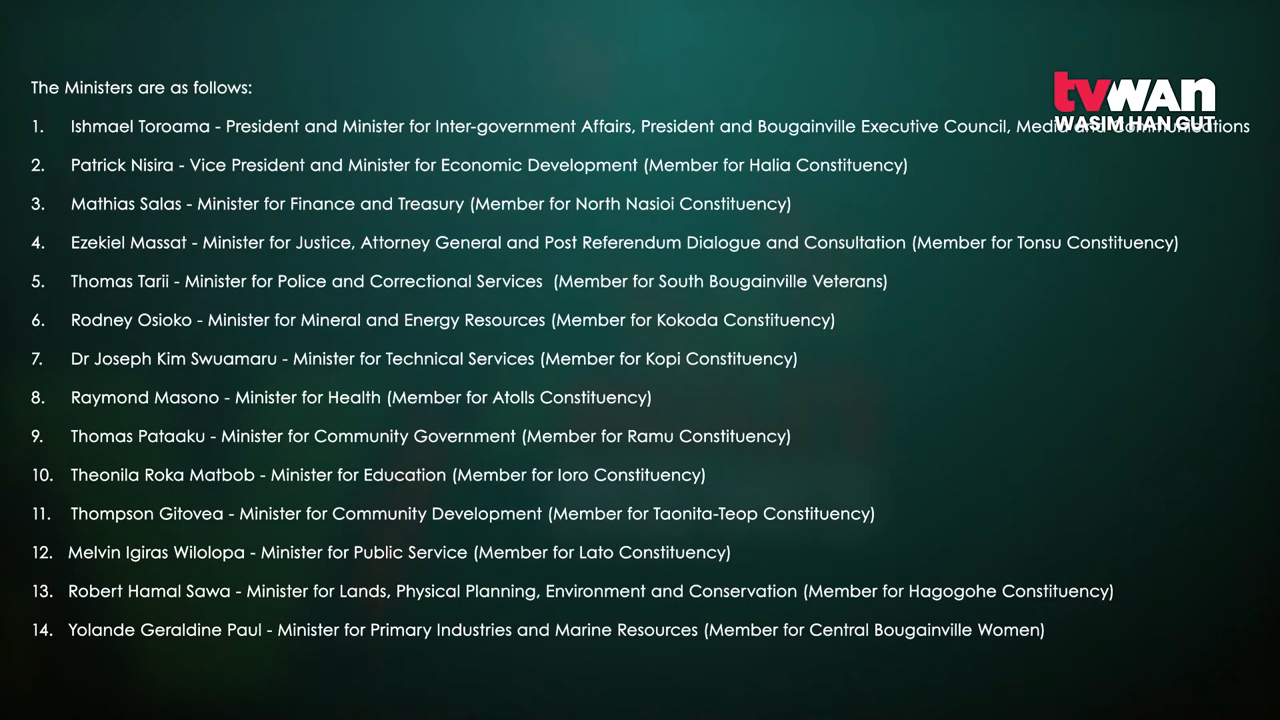 The Ministers are as follows:
tvwan
WASIM HAN GUT
1. Ishmael Toroama - President and Minister for Inter-government Affairs, President and Bougainville Executive Council, Media and Communications
2. Patrick Nisira - Vice President and Minister for Economic Development (Member for Halia Constituency)
3. Mathias Salas - Minister for Finance and Treasury (Member for North Nasioi Constituency)
4. Ezekiel Massat - Minister for Justice, Attorney General and Post Referendum Dialogue and Consultation (Member for Tonsu Constituency)
5. Thomas Tarii - Minister for Police and Correctional Services (Member for South Bougainville Veterans)
6. Rodney Osioko - Minister for Mineral and Energy Resources (Member for Kokoda Constituency)
7. Dr Joseph Kim Swuamaru - Minister for Technical Services (Member for Kopi Constituency)
8. Raymond Masono - Minister for Health (Member for Atolls Constituency)
9. Thomas Pataaku - Minister for Community Government (Member for Ramu Constituency)
10. Theonila Roka Matbob - Minister for Education (Member for Ioro Constituency)
11. Thompson Gitovea - Minister for Community Development (Member for Taonita-Teop Constituency)
12. Melvin Igiras Wilolopa - Minister for Public Service (Member for Lato Constituency)
13. Robert Hamal Sawa - Minister for Lands, Physical Planning, Environment and Conservation (Member for Hagogohe Constituency)
14. Yolande Geraldine Paul - Minister for Primary Industries and Marine Resources (Member for Central Bougainville Women)